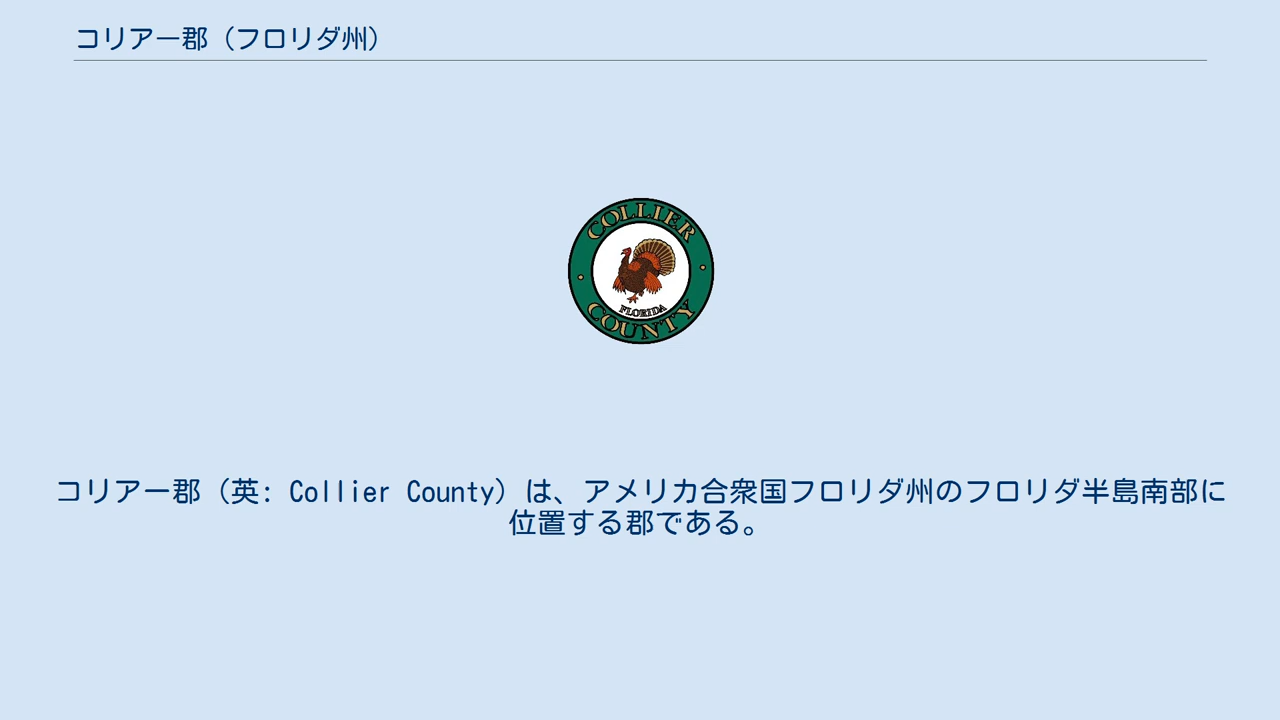 コリアー郡（フロリダ州）
COLLIER
FLORIDA
COUNTY
コリアー郡（英: Collier County）は、アメリカ合衆国フロリダ州のフロリダ半島南部に
位置する郡である。